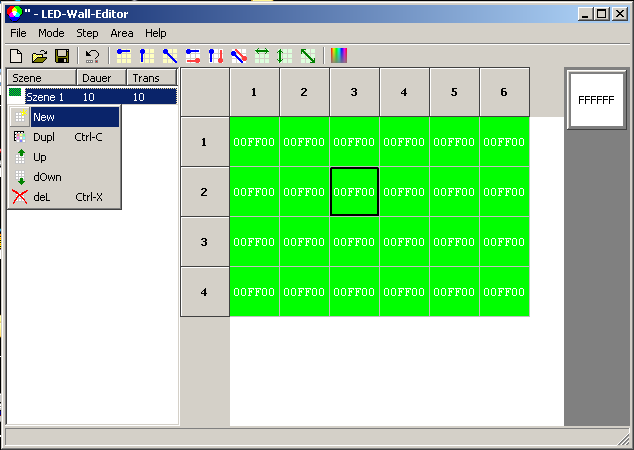 " - LED-Wall-Editor
File Mode Step Area Help
Szene Dauer Trans
Szene 1 10 10
New
Dupl Ctrl-C
Up
dOwn
deL Ctrl-X
1 2 3 4 5 6
1 00FF00 00FF00 00FF00 00FF00 00FF00 00FF00
2 00FF00 00FF00 00FF00 00FF00 00FF00 00FF00
3 00FF00 00FF00 00FF00 00FF00 00FF00 00FF00
4 00FF00 00FF00 00FF00 00FF00 00FF00 00FF00
FFFFFF